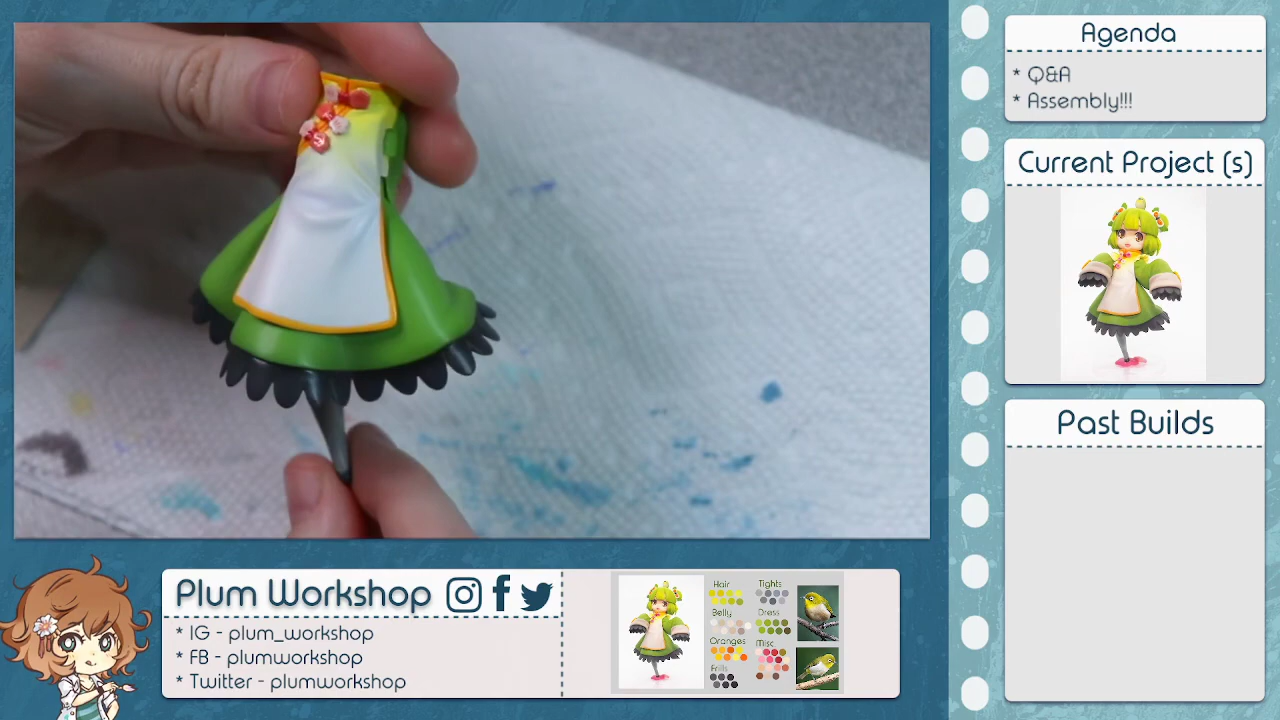 Agenda
* Q&A
* Assembly!!!
Current Project (s)
Past Builds
Plum Workshop
* IG - plum_workshop
* FB - plumworkshop
* Twitter - plumworkshop
Hair
Tights
Belly
Dress
Oranges
Misc
Frills